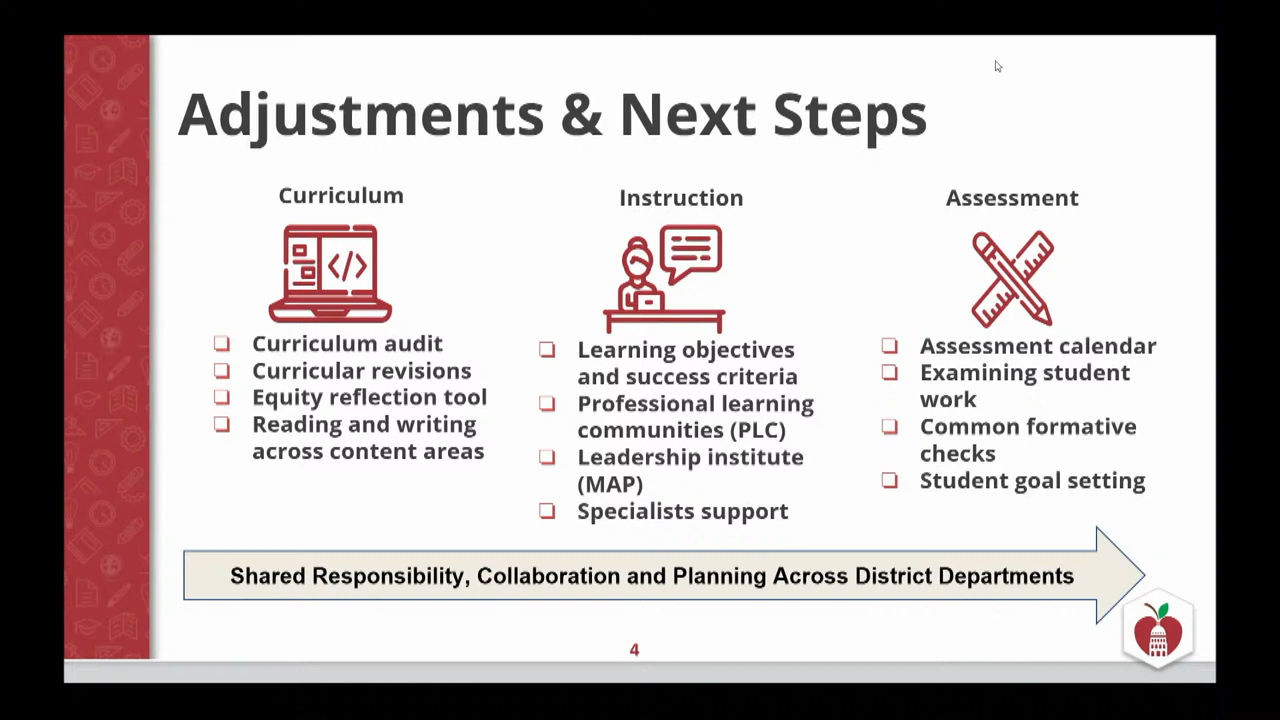 Adjustments & Next Steps
Curriculum
</>
Curriculum audit
Curricular revisions
Equity reflection tool
Reading and writing
across content areas
Instruction
Learning objectives
and success criteria
Professional learning
communities (PLC)
Leadership institute
(MAP)
Specialists support
Assessment
Assessment calendar
Examining student
work
Common formative
checks
Student goal setting
Shared Responsibility, Collaboration and Planning Across District Departments
4